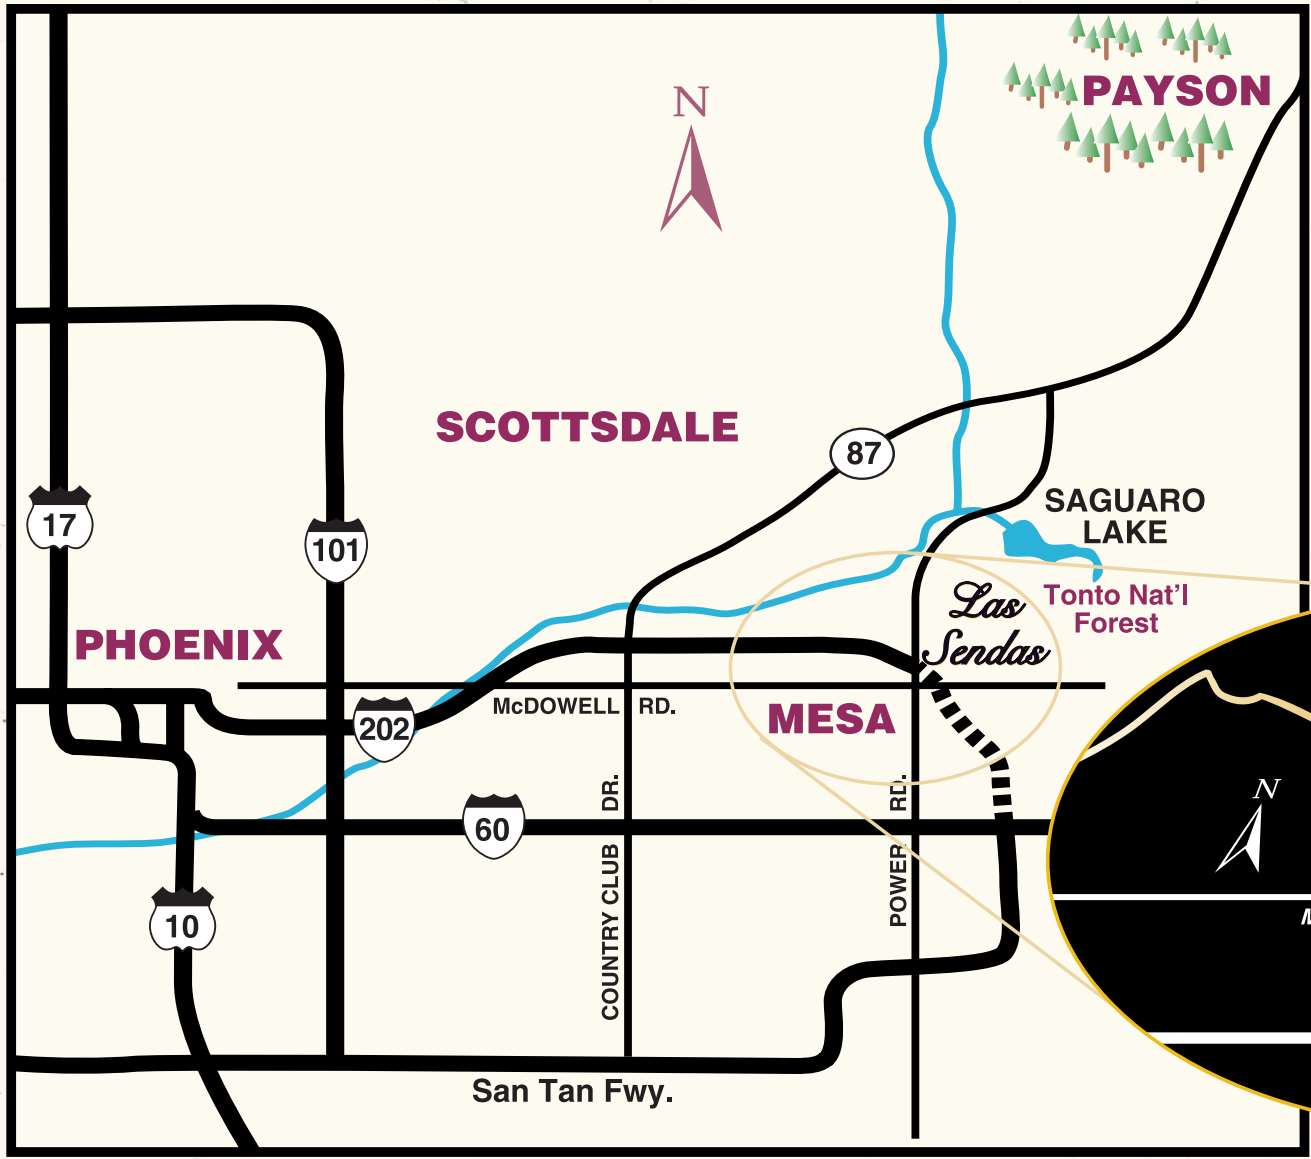 N
PAYSON
SCOTTSDALE
87
SAGUARO
LAKE
17
101
Tonto Nat'l
Forest
Las
Sendas
PHOENIX
McDOWELL RD.
202
MESA
60
COUNTRY CLUB DR.
POWER RD.
N
10
M
San Tan Fwy.